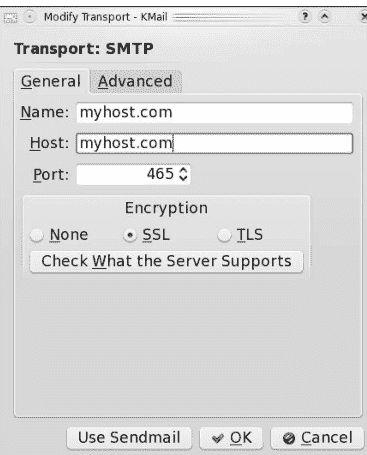 Modify Transport - KMail
Transport: SMTP
General Advanced
Name: myhost.com
Host: myhost.com
Port: 465
Encryption
None SSL TLS
Check What the Server Supports
Use Sendmail OK Cancel